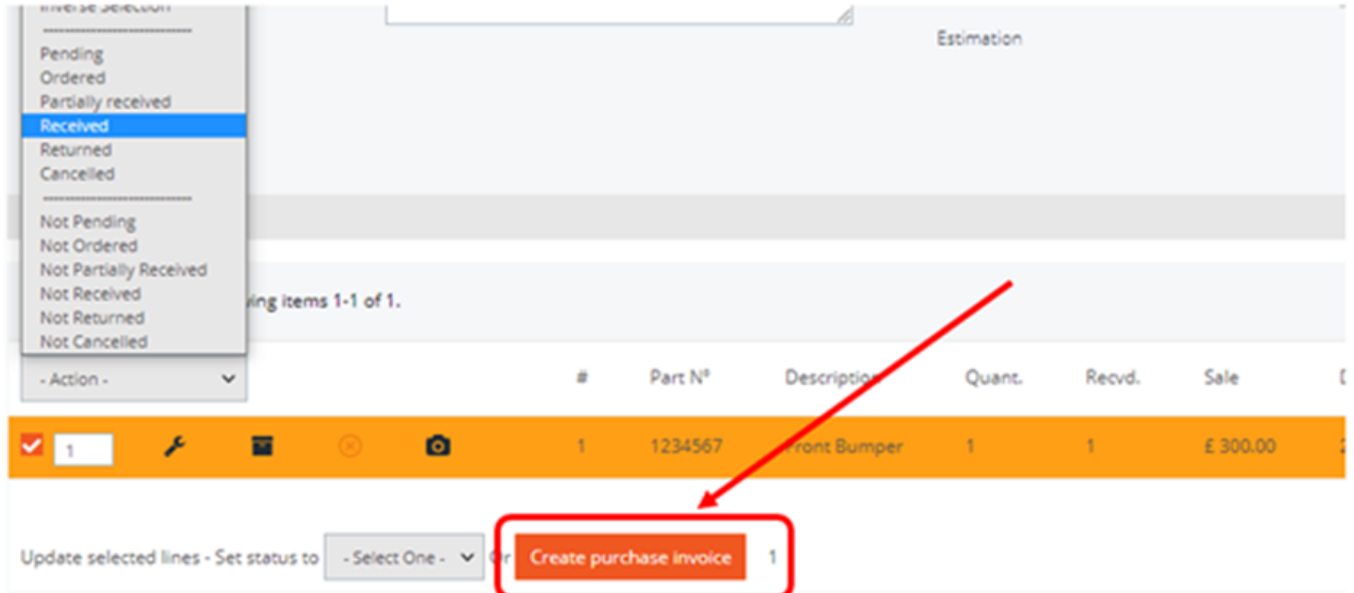 Inverse Selection
Estimation
Pending
Ordered
Partially received
Received
Returned
Cancelled
Not Pending
Not Ordered
Not Partially Received
Not Received
Not Returned
Not Cancelled
items 1-1 of 1.
- Action -
# Part Nº Description Quant. Recvd. Sale
1 1 1234567 Front Bumper 1 1 £ 300.00
Update selected lines - Set status to - Select One - Or Create purchase invoice 1